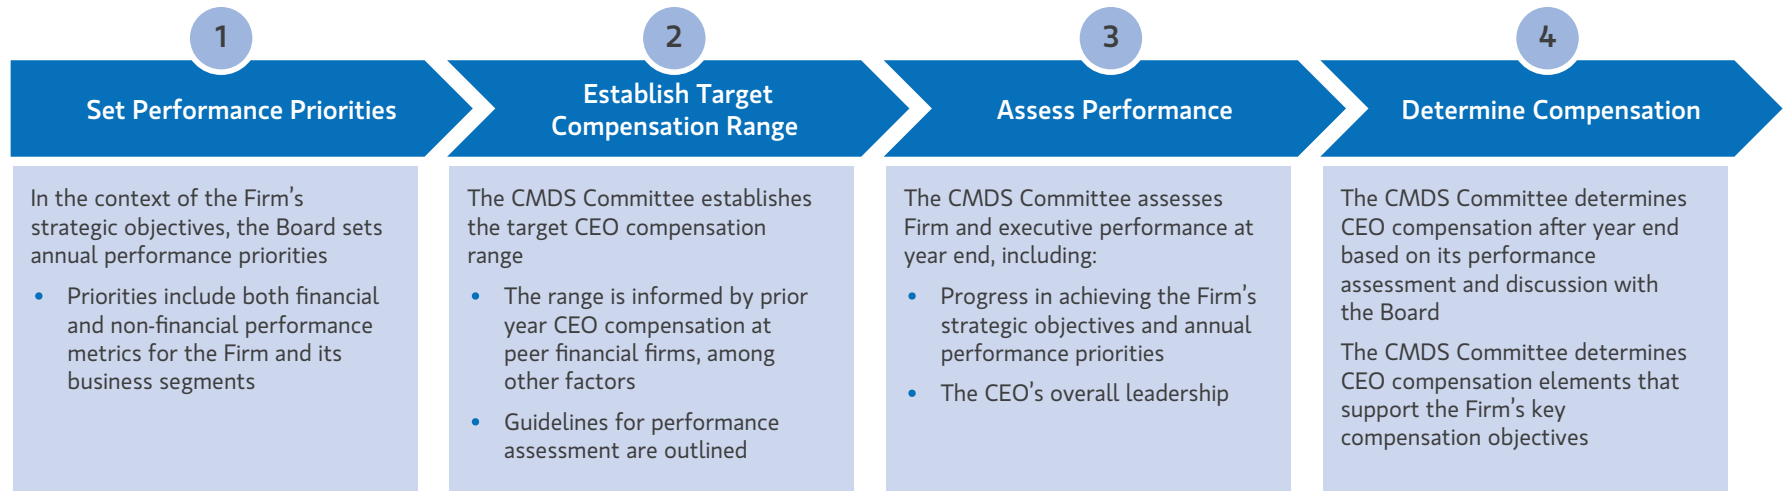 1
Set Performance Priorities
In the context of the Firm’s
strategic objectives, the Board sets
annual performance priorities
• Priorities include both financial
and non-financial performance
metrics for the Firm and its
business segments
2
Establish Target
Compensation Range
The CMDS Committee establishes
the target CEO compensation
range
• The range is informed by prior
year CEO compensation at
peer financial firms, among
other factors
• Guidelines for performance
assessment are outlined
3
Assess Performance
The CMDS Committee assesses
Firm and executive performance at
year end, including:
• Progress in achieving the Firm’s
strategic objectives and annual
performance priorities
• The CEO’s overall leadership
4
Determine Compensation
The CMDS Committee determines
CEO compensation after year end
based on its performance
assessment and discussion with
the Board
The CMDS Committee determines
CEO compensation elements that
support the Firm’s key
compensation objectives